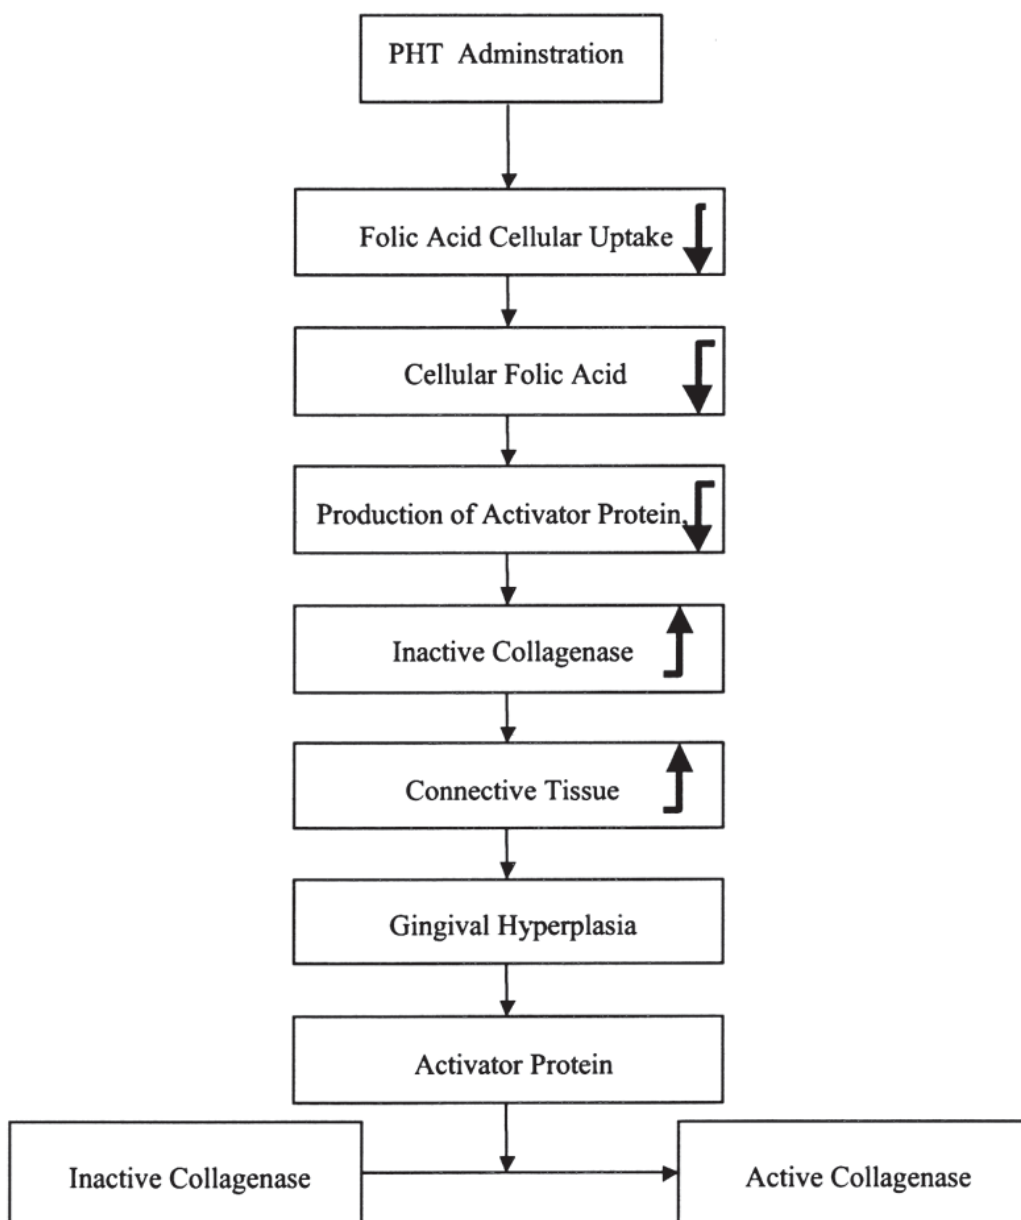 PHT Adminstration
Folic Acid Cellular Uptake
Cellular Folic Acid
Production of Activator Protein,
Inactive Collagenase
Connective Tissue
Gingival Hyperplasia
Activator Protein
Inactive Collagenase
Active Collagenase